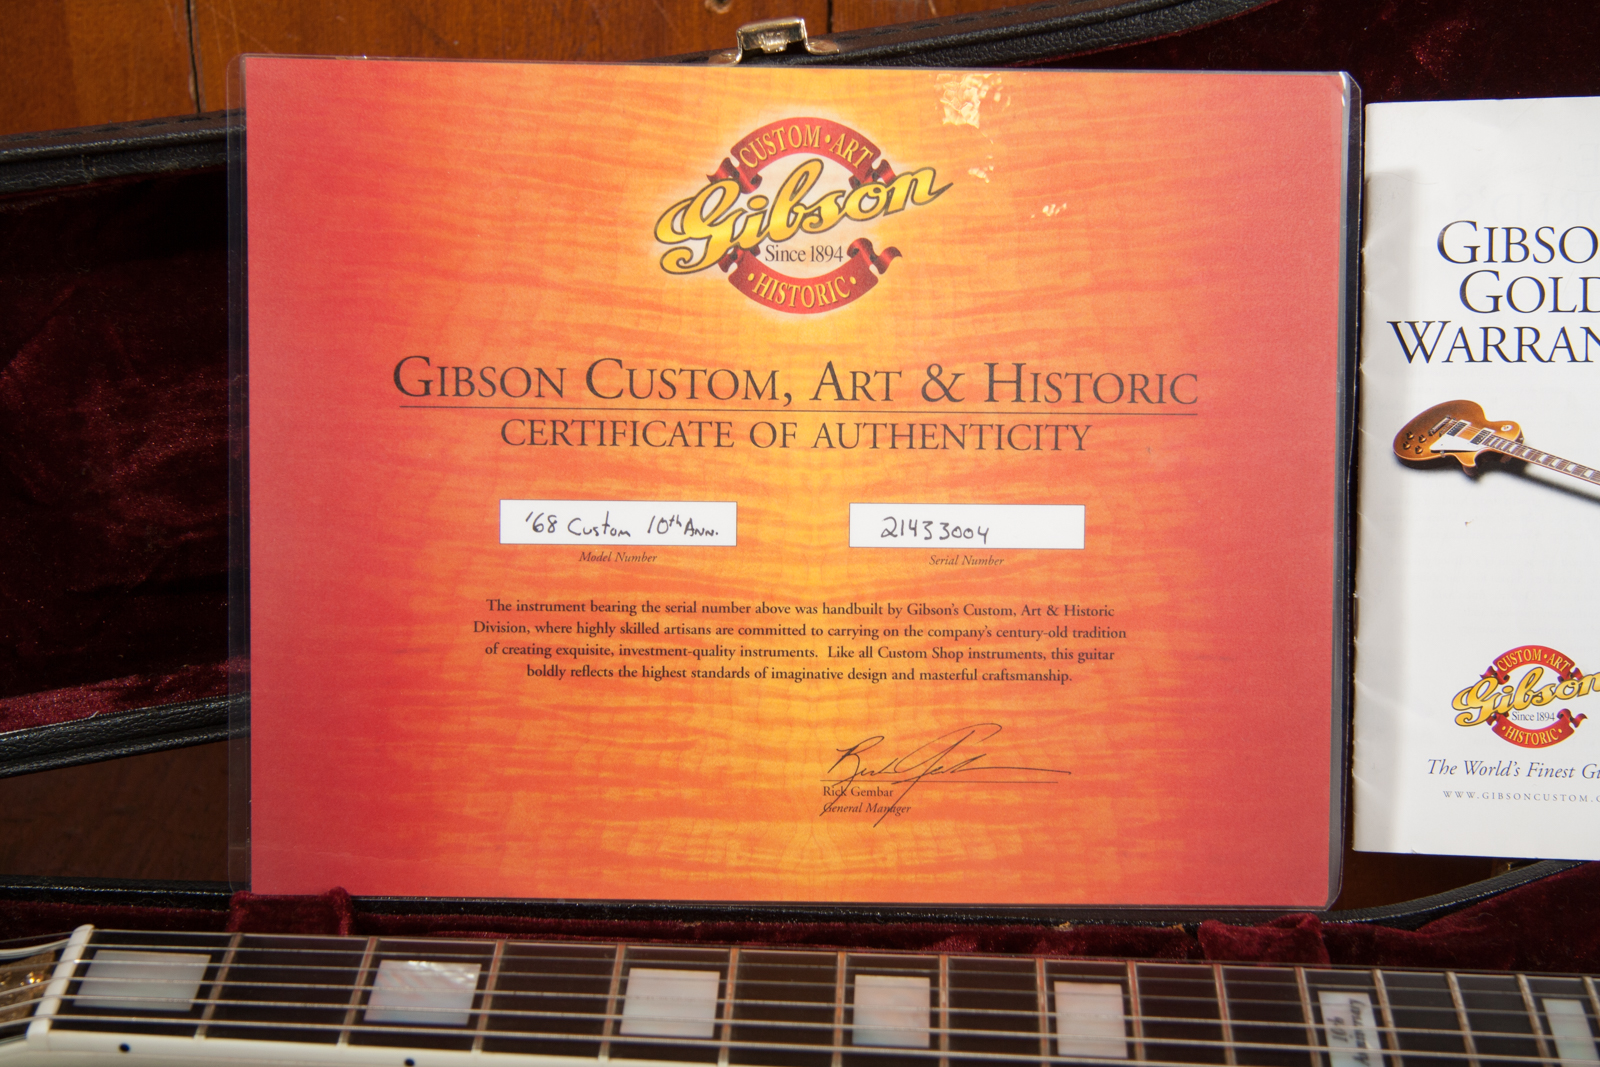 CUSTOM • ART
Gibson
Since 1894
• HISTORIC •
GIBSON CUSTOM, ART & HISTORIC
CERTIFICATE OF AUTHENTICITY
'68 Custom 10th Ann.
Model Number
21433004
Serial Number
The instrument bearing the serial number above was handbuilt by Gibson's Custom, Art & Historic
Division, where highly skilled artisans are committed to carrying on the company's century-old tradition
of creating exquisite, investment-quality instruments. Like all Custom Shop instruments, this guitar
boldly reflects the highest standards of imaginative design and masterful craftsmanship.
Rick Gembar
General Manager
GIBSO
GOLD
WARRAN
CUSTOM • ART
Gibson
Since 1894
• HISTORIC •
The World's Finest G
WWW.GIBSONCUSTOM.